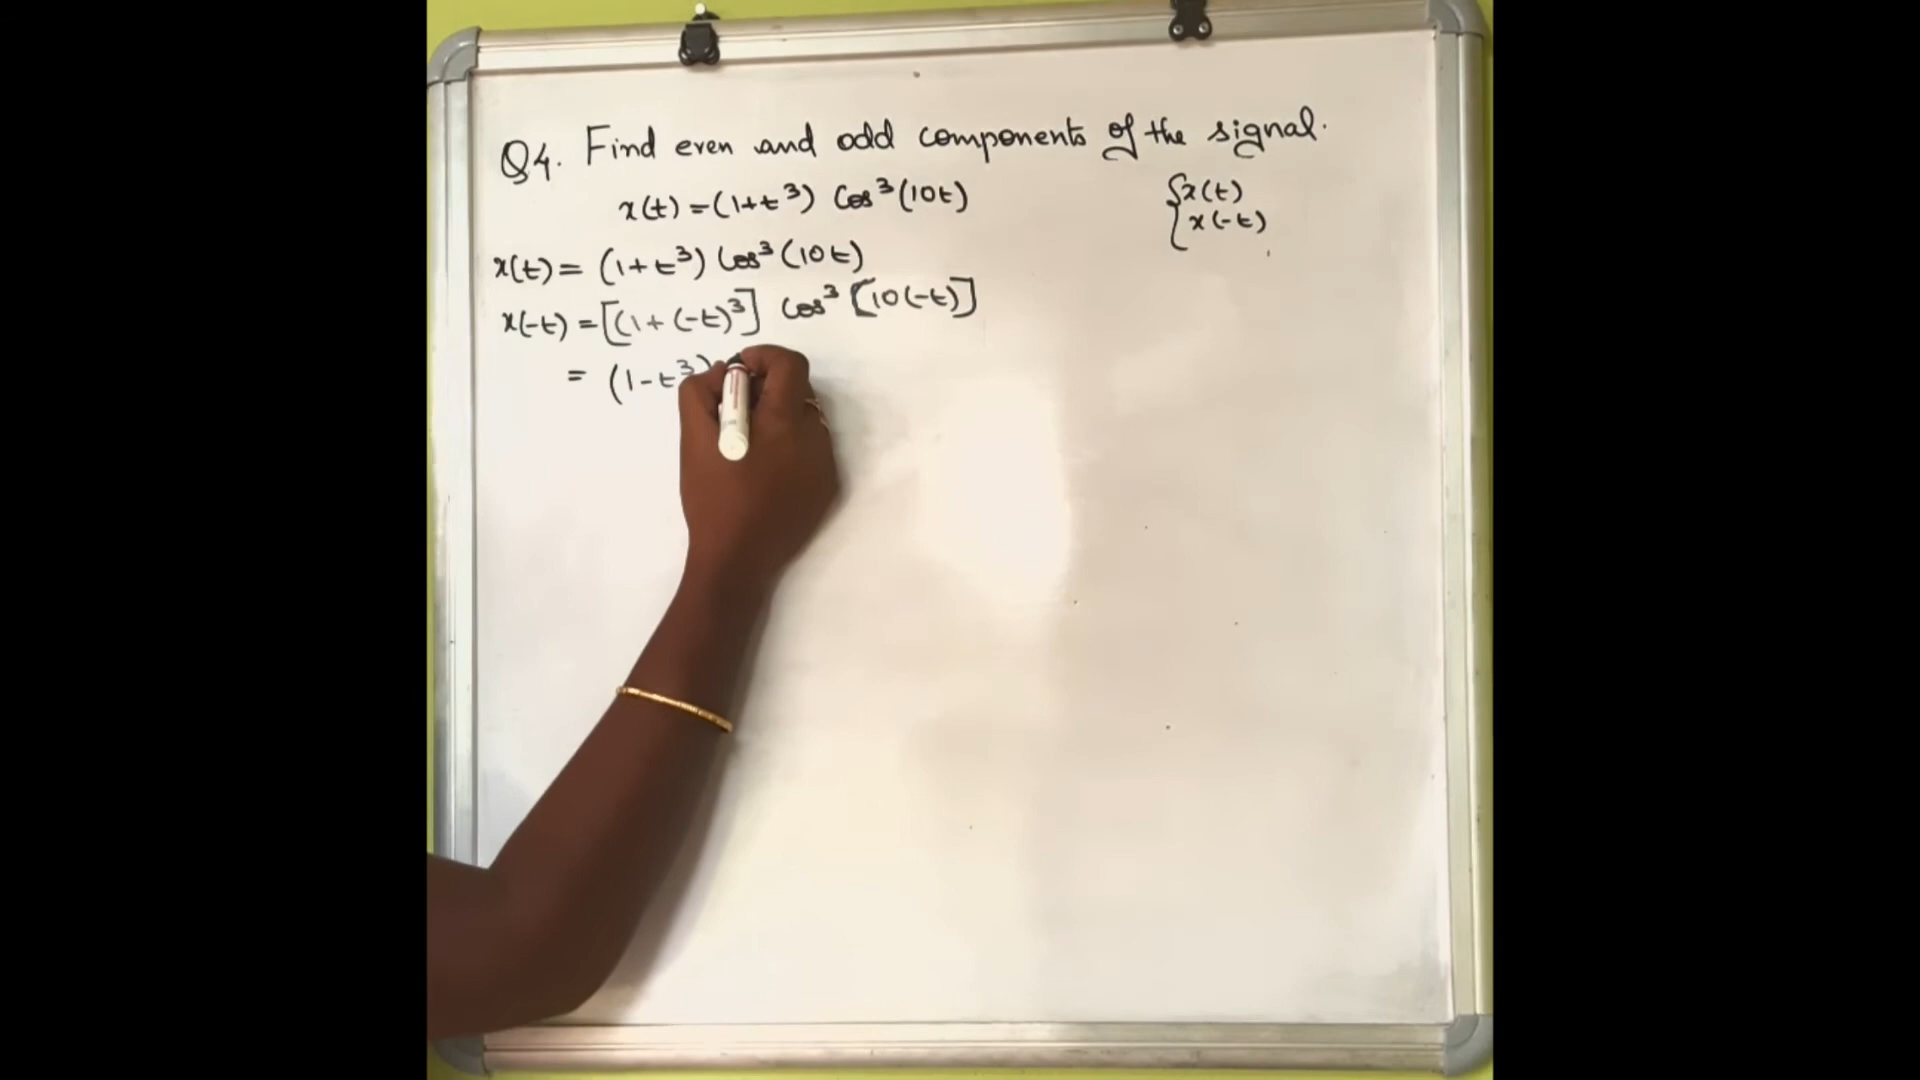 Q4. Find even and odd components of the signal.
x(t) = (1+t³) Cos³(10t)
{x(t)
x(-t)
x(t) = (1+t³) Cos³(10t)
x(-t) = [(1+(-t)³] Cos³[10(-t)]
= (1-t³)